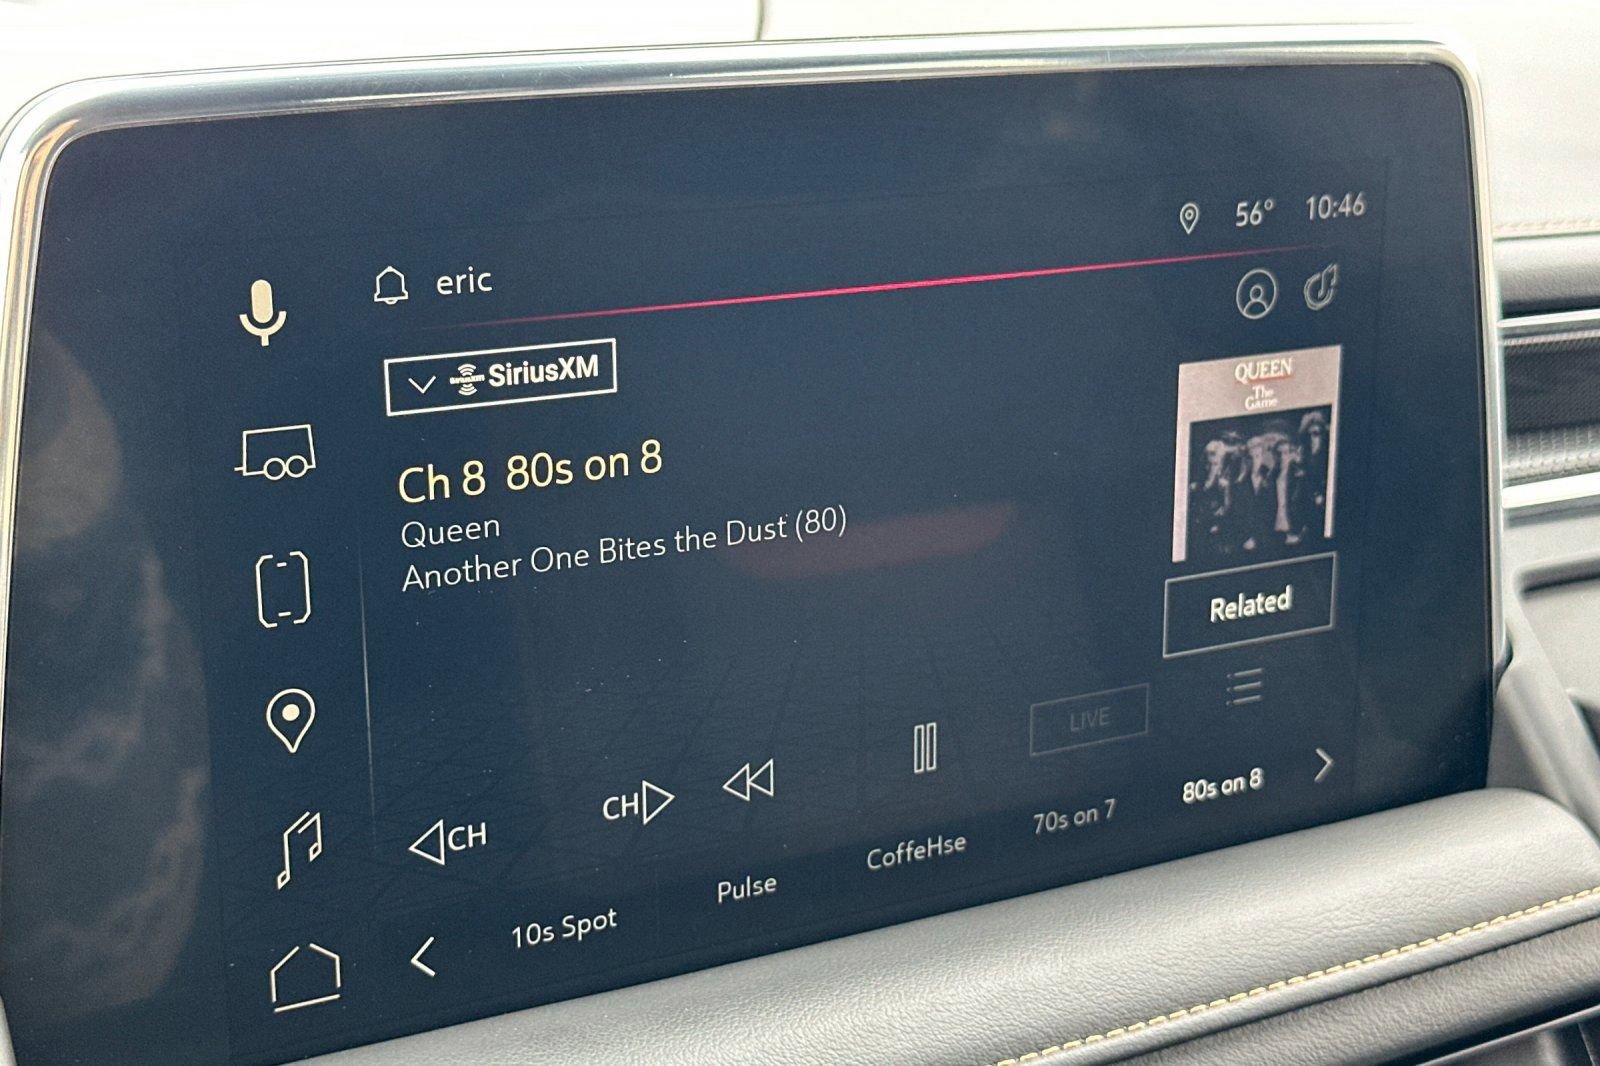 56° 10:46
eric
SiriusXM
Ch 8 80s on 8
Queen
Another One Bites the Dust (80)
QUEEN
The
Game
Related
LIVE
CH
CH
10s Spot
Pulse
CoffeHse
70s on 7
80s on 8